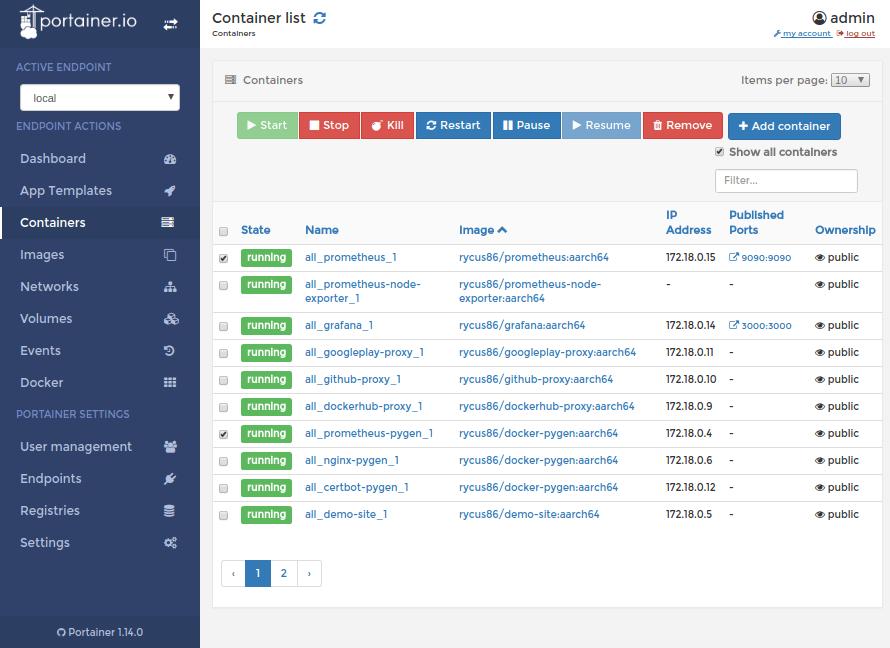 portainer.io
Container list
Containers
admin
my account log out
ACTIVE ENDPOINT
local
ENDPOINT ACTIONS
Dashboard
App Templates
Containers
Images
Networks
Volumes
Events
Docker
PORTAINER SETTINGS
User management
Endpoints
Registries
Settings
Portainer 1.14.0
Containers
Items per page: 10
Start Stop Kill Restart Pause Resume Remove Add container
Show all containers
Filter...
State Name Image IP Address Published Ports Ownership
running all_prometheus_1 rycus86/prometheus:aarch64 172.18.0.15 9090:9090 public
running all_prometheus-node-exporter_1 rycus86/prometheus-node-exporter:aarch64 - - public
running all_grafana_1 rycus86/grafana:aarch64 172.18.0.14 3000:3000 public
running all_googleplay-proxy_1 rycus86/googleplay-proxy:aarch64 172.18.0.11 - public
running all_github-proxy_1 rycus86/github-proxy:aarch64 172.18.0.10 - public
running all_dockerhub-proxy_1 rycus86/dockerhub-proxy:aarch64 172.18.0.9 - public
running all_prometheus-pygen_1 rycus86/docker-pygen:aarch64 172.18.0.4 - public
running all_nginx-pygen_1 rycus86/docker-pygen:aarch64 172.18.0.6 - public
running all_certbot-pygen_1 rycus86/docker-pygen:aarch64 172.18.0.12 - public
running all_demo-site_1 rycus86/demo-site:aarch64 172.18.0.5 - public
‹ 1 2 ›